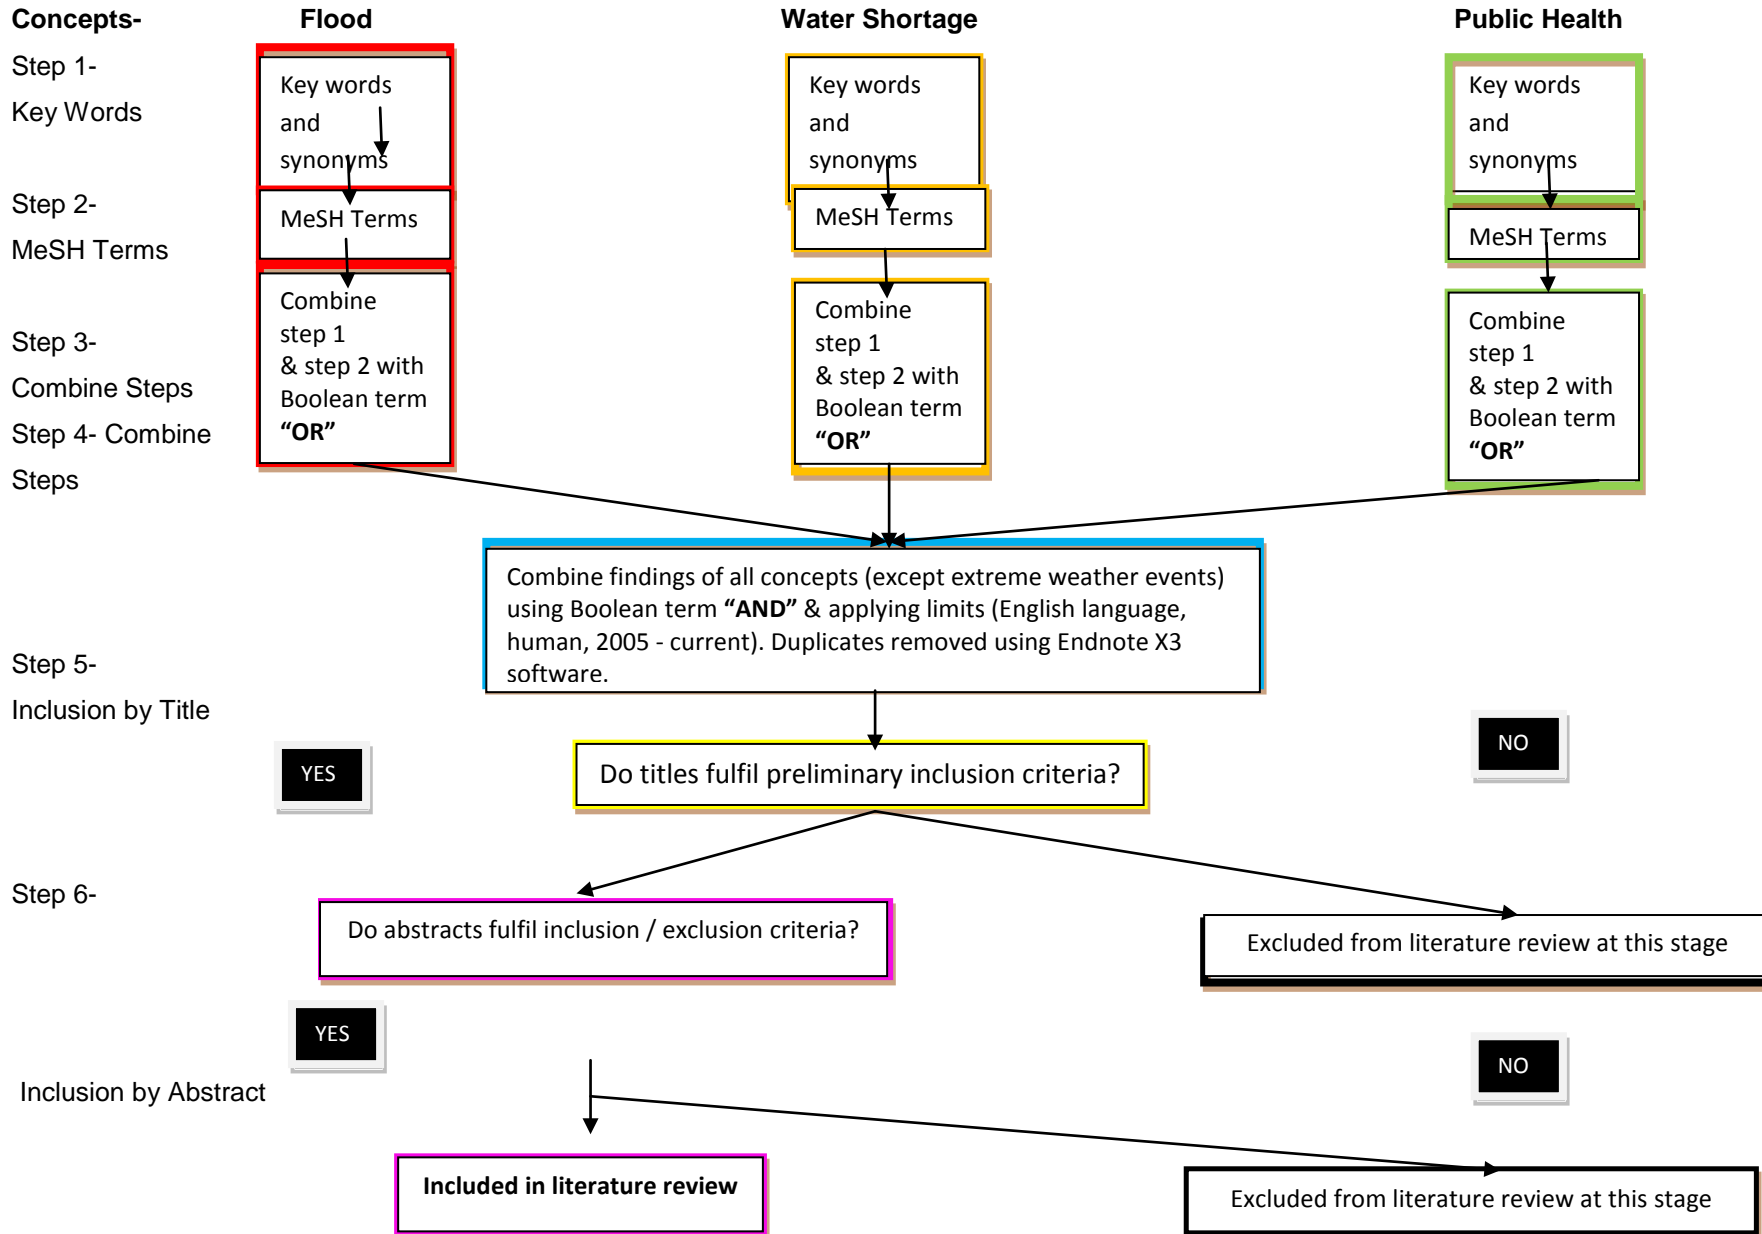 Concepts-
Flood
Water Shortage
Public Health
Step 1-
Key Words
Key words
and
synonyms
Key words
and
synonyms
Key words
and
synonyms
Step 2-
MeSH Terms
MeSH Terms
MeSH Terms
MeSH Terms
Step 3-
Combine Steps
Step 4- Combine
Steps
Combine
step 1
& step 2 with
Boolean term
“OR”
Combine
step 1
& step 2 with
Boolean term
“OR”
Combine
step 1
& step 2 with
Boolean term
“OR”
Combine findings of all concepts (except extreme weather events)
using Boolean term “AND” & applying limits (English language,
human, 2005 - current). Duplicates removed using Endnote X3
software.
Step 5-
Inclusion by Title
YES
Do titles fulfil preliminary inclusion criteria?
NO
Step 6-
Do abstracts fulfil inclusion / exclusion criteria?
Excluded from literature review at this stage
YES
NO
Inclusion by Abstract
Included in literature review
Excluded from literature review at this stage